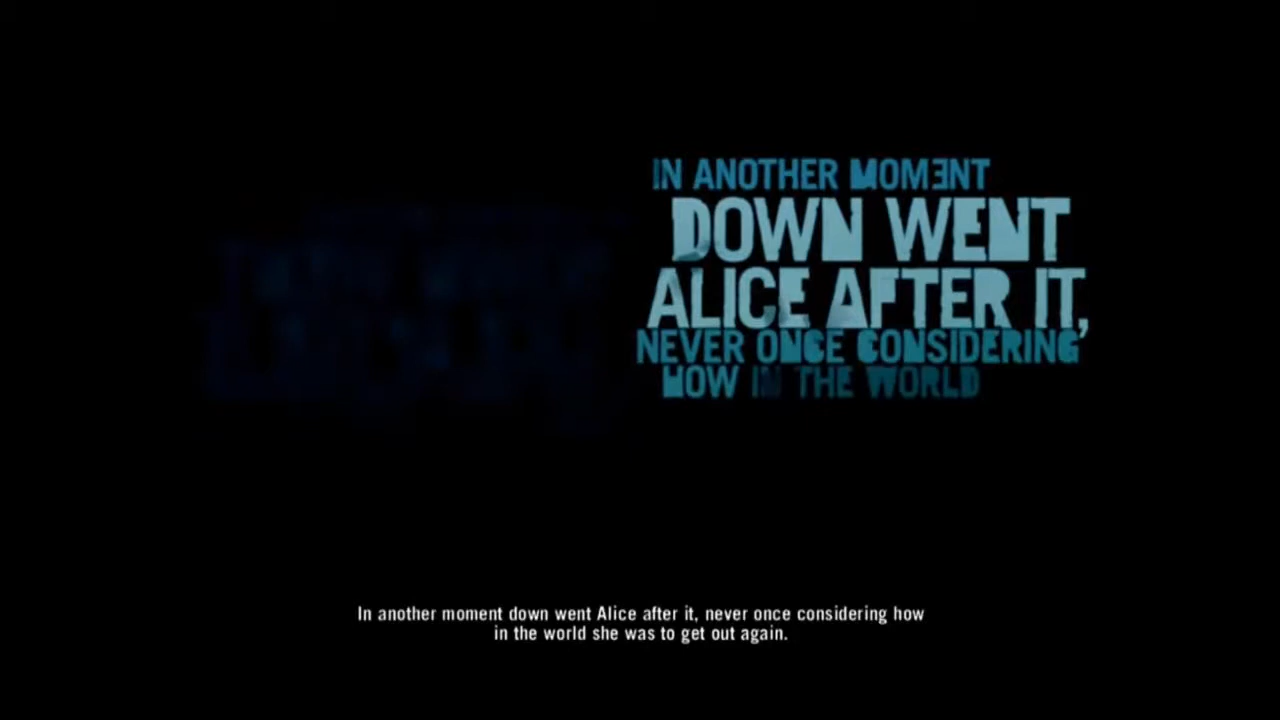 IN ANOTHER MOMENT
DOWN WENT
ALICE AFTER IT,
NEVER ONCE CONSIDERING
HOW IN THE WORLD
In another moment down went Alice after it, never once considering how
in the world she was to get out again.